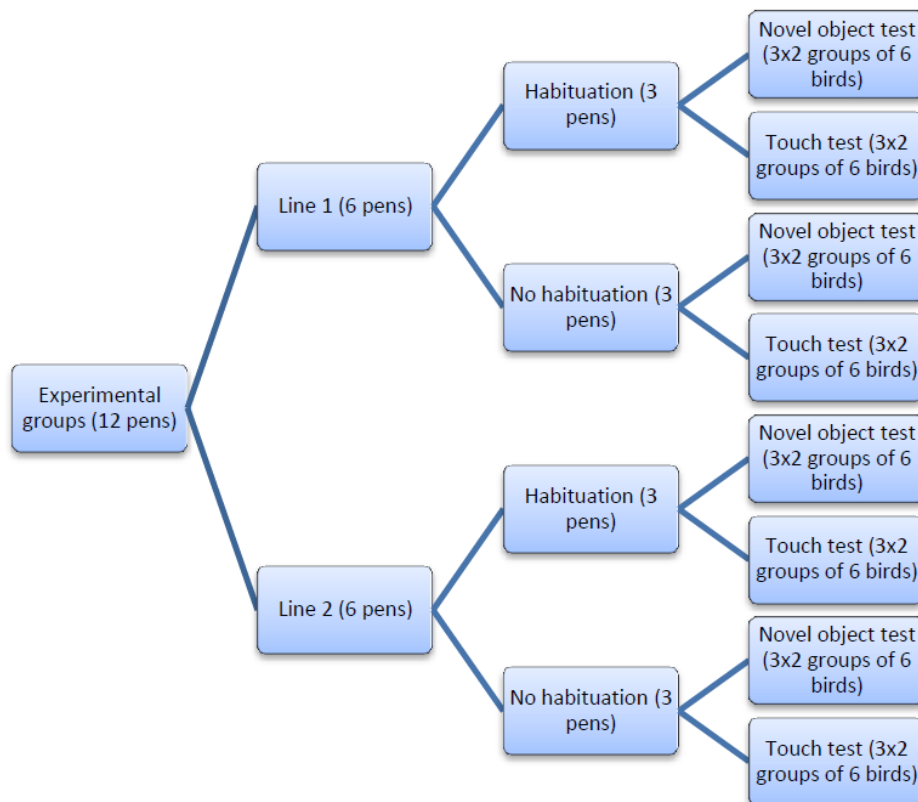 Experimental
groups (12 pens)
Line 1 (6 pens)
Habituation (3
pens)
Novel object test
(3x2 groups of 6
birds)
Touch test (3x2
groups of 6 birds)
No habituation (3
pens)
Novel object test
(3x2 groups of 6
birds)
Touch test (3x2
groups of 6 birds)
Line 2 (6 pens)
Habituation (3
pens)
Novel object test
(3x2 groups of 6
birds)
Touch test (3x2
groups of 6 birds)
No habituation (3
pens)
Novel object test
(3x2 groups of 6
birds)
Touch test (3x2
groups of 6 birds)